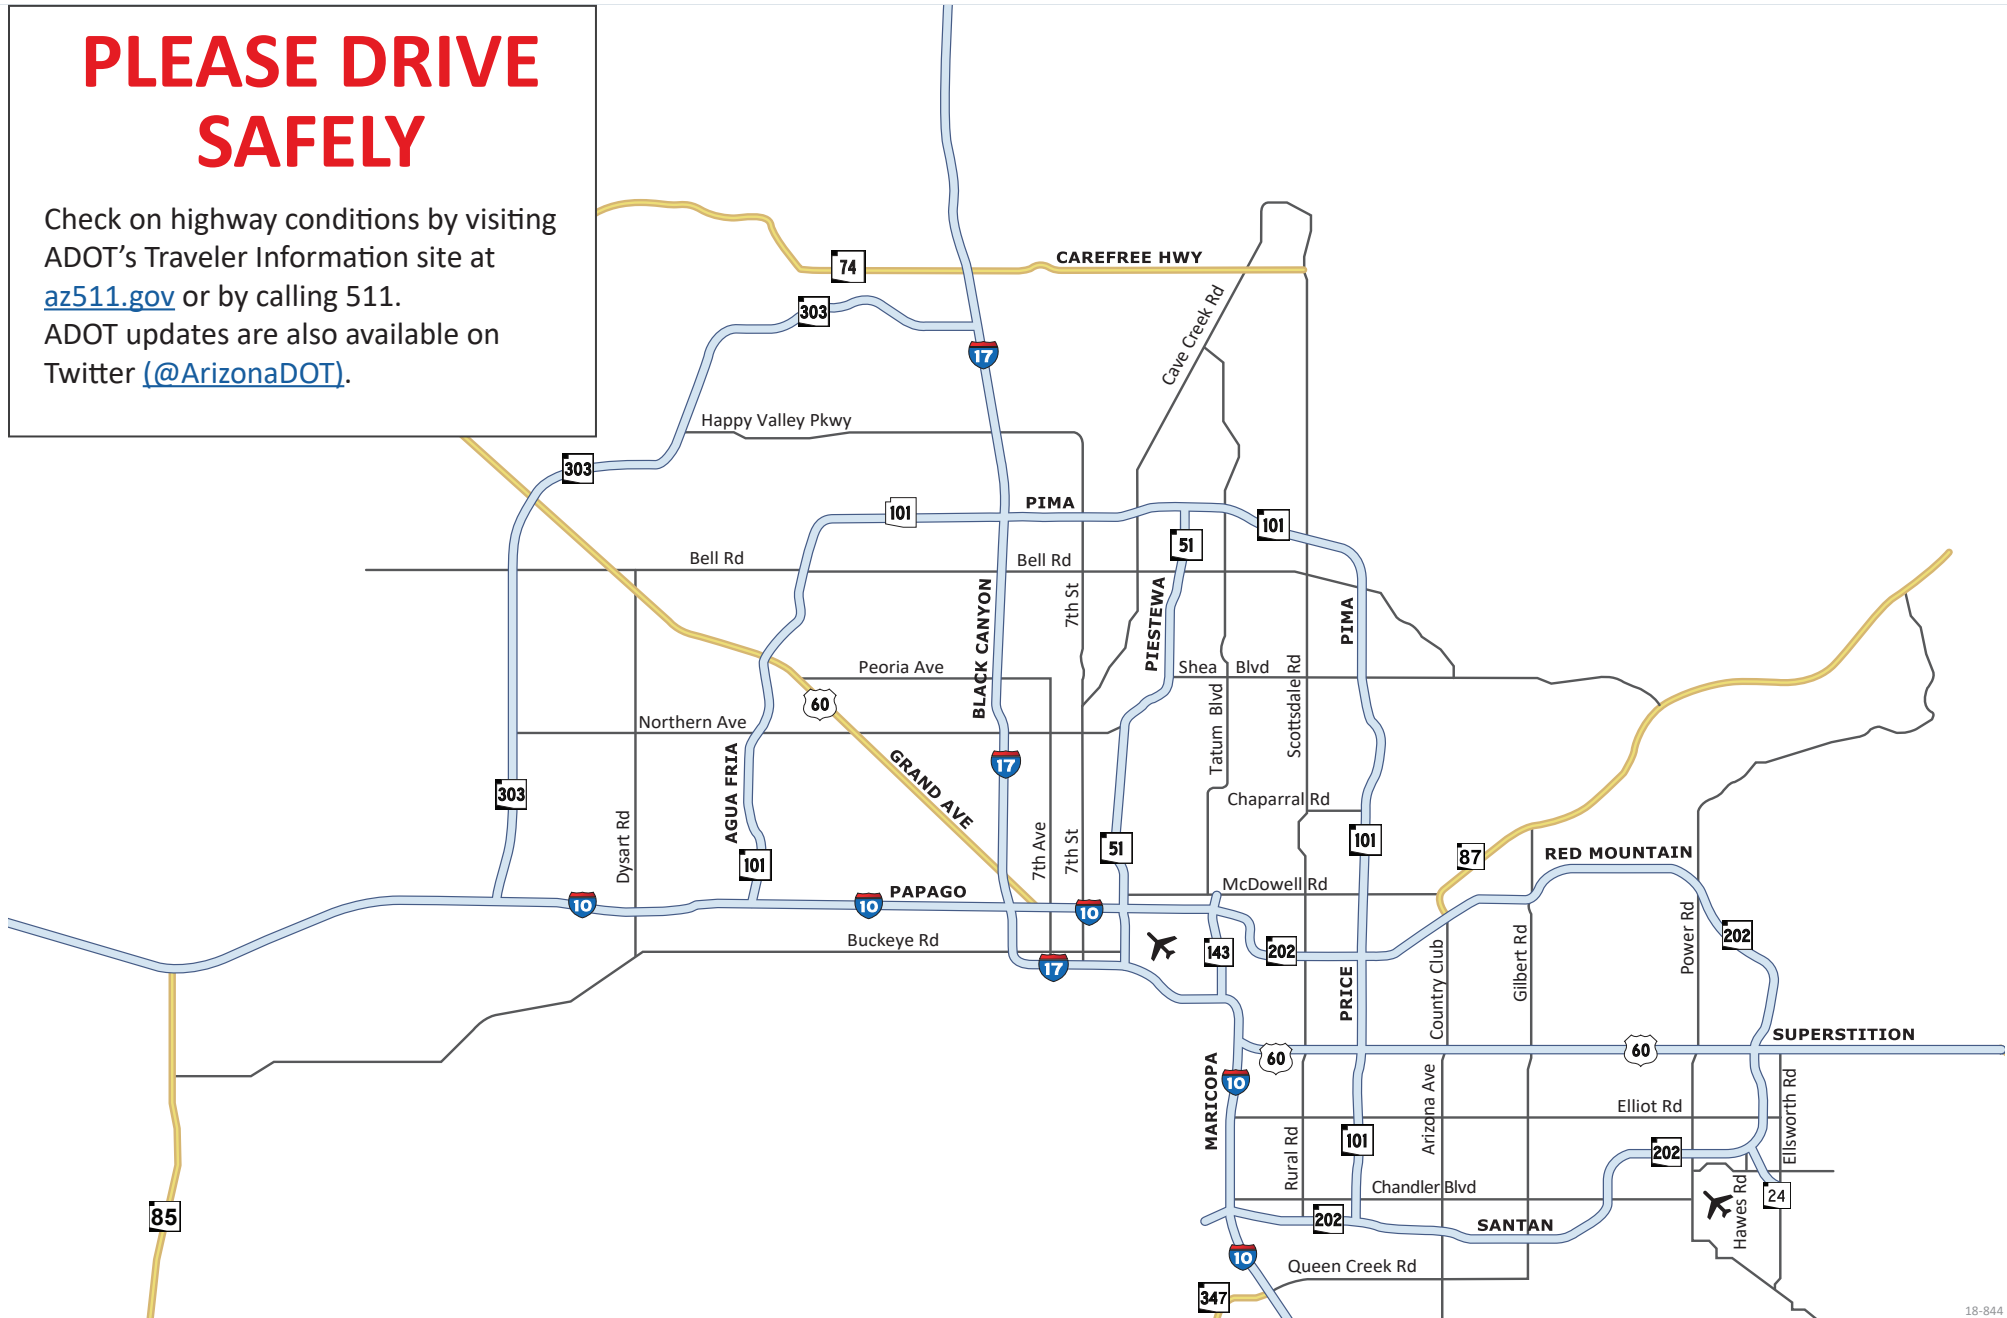 PLEASE DRIVE
SAFELY
Check on highway conditions by visiting
ADOT's Traveler Information site at
az511.gov or by calling 511.
ADOT updates are also available on
Twitter (@ArizonaDOT).
CAREFREE HWY
74
303
Cave Creek Rd
17
Happy Valley Pkwy
303
PIMA
101
101
51
Bell Rd
Bell Rd
BLACK CANYON
7th St
PIESTEWA
PIMA
Peoria Ave
Shea Blvd
60
Scottsdale Rd
Tatum Blvd
Northern Ave
AGUA FRIA
GRAND AVE
17
303
Chaparral Rd
Dysart Rd
7th Ave
7th St
51
101
87
RED MOUNTAIN
101
McDowell Rd
PAPAGO
10
10
10
Power Rd
202
Buckeye Rd
143
202
Country Club
Gilbert Rd
17
PRICE
SUPERSTITION
60
60
MARICOPA
10
Arizona Ave
Elliot Rd
Ellsworth Rd
Rural Rd
101
202
Chandler Blvd
24
Hawes Rd
85
202
SANTAN
10
Queen Creek Rd
347
18-844